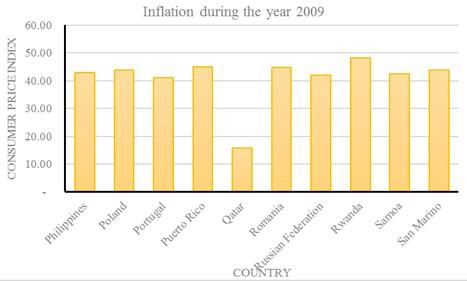 Inflation during the year 2009
CONSUMER PRICE INDEX
60.00
50.00
40.00
30.00
20.00
10.00
-
Philippines
Poland
Portugal
Puerto Rico
Qatar
Romania
Russian Federation
Rwanda
Samoa
San Marino
COUNTRY